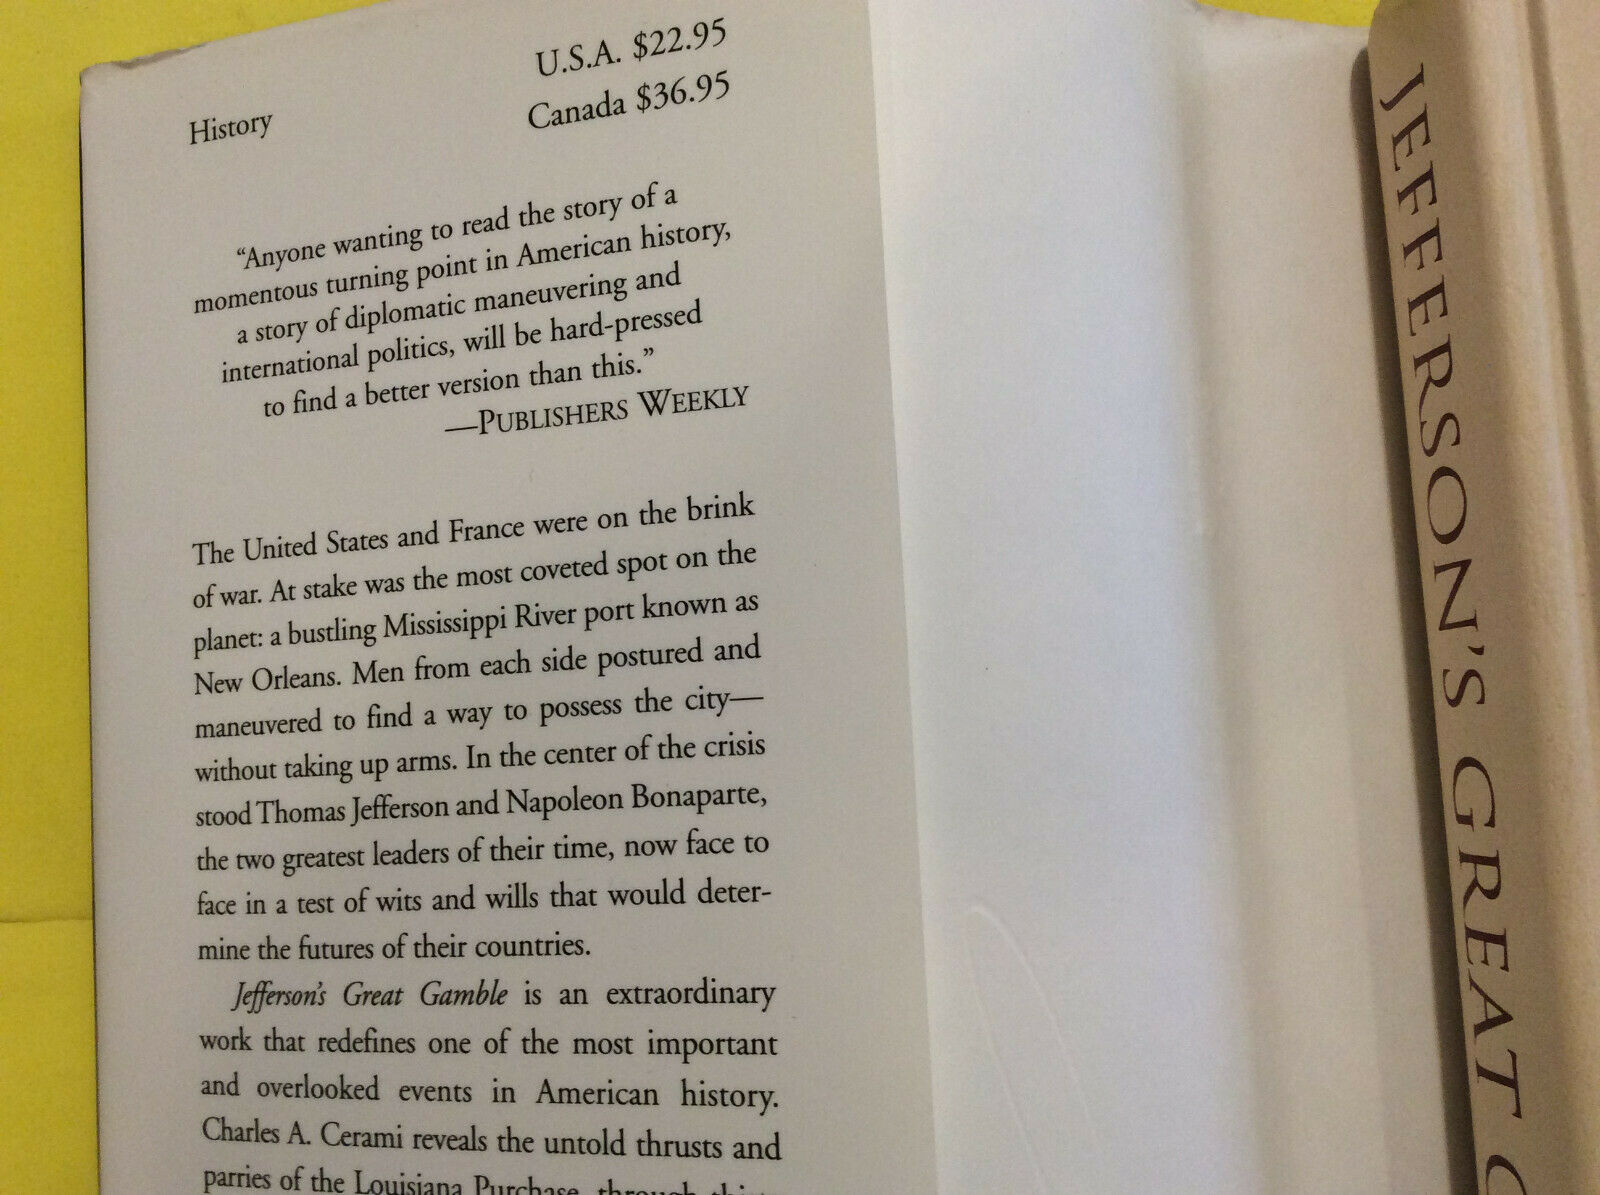 U.S.A. $22.95
Canada $36.95
History
“Anyone wanting to read the story of a
momentous turning point in American history,
a story of diplomatic maneuvering and
international politics, will be hard-pressed
to find a better version than this.”
—PUBLISHERS WEEKLY
The United States and France were on the brink
of war. At stake was the most coveted spot on the
planet: a bustling Mississippi River port known as
New Orleans. Men from each side postured and
maneuvered to find a way to possess the city—
without taking up arms. In the center of the crisis
stood Thomas Jefferson and Napoleon Bonaparte,
the two greatest leaders of their time, now face to
face in a test of wits and wills that would deter-
mine the futures of their countries.
Jefferson's Great Gamble is an extraordinary
work that redefines one of the most important
and overlooked events in American history.
Charles A. Cerami reveals the untold thrusts and
parries of the Louisiana Purchase, through
JEFFERSON'S GREAT